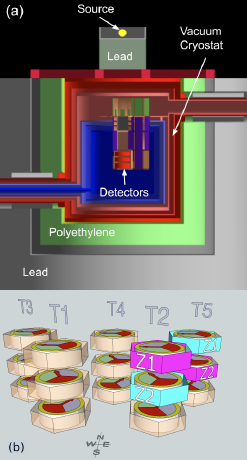 (a)
Source
Lead
Vacuum
Cryostat
Detectors
Polyethylene
Lead
T3 T1 T4 T2 T5
Z1 Z1
Z2 Z2
N
W E
S
(b)